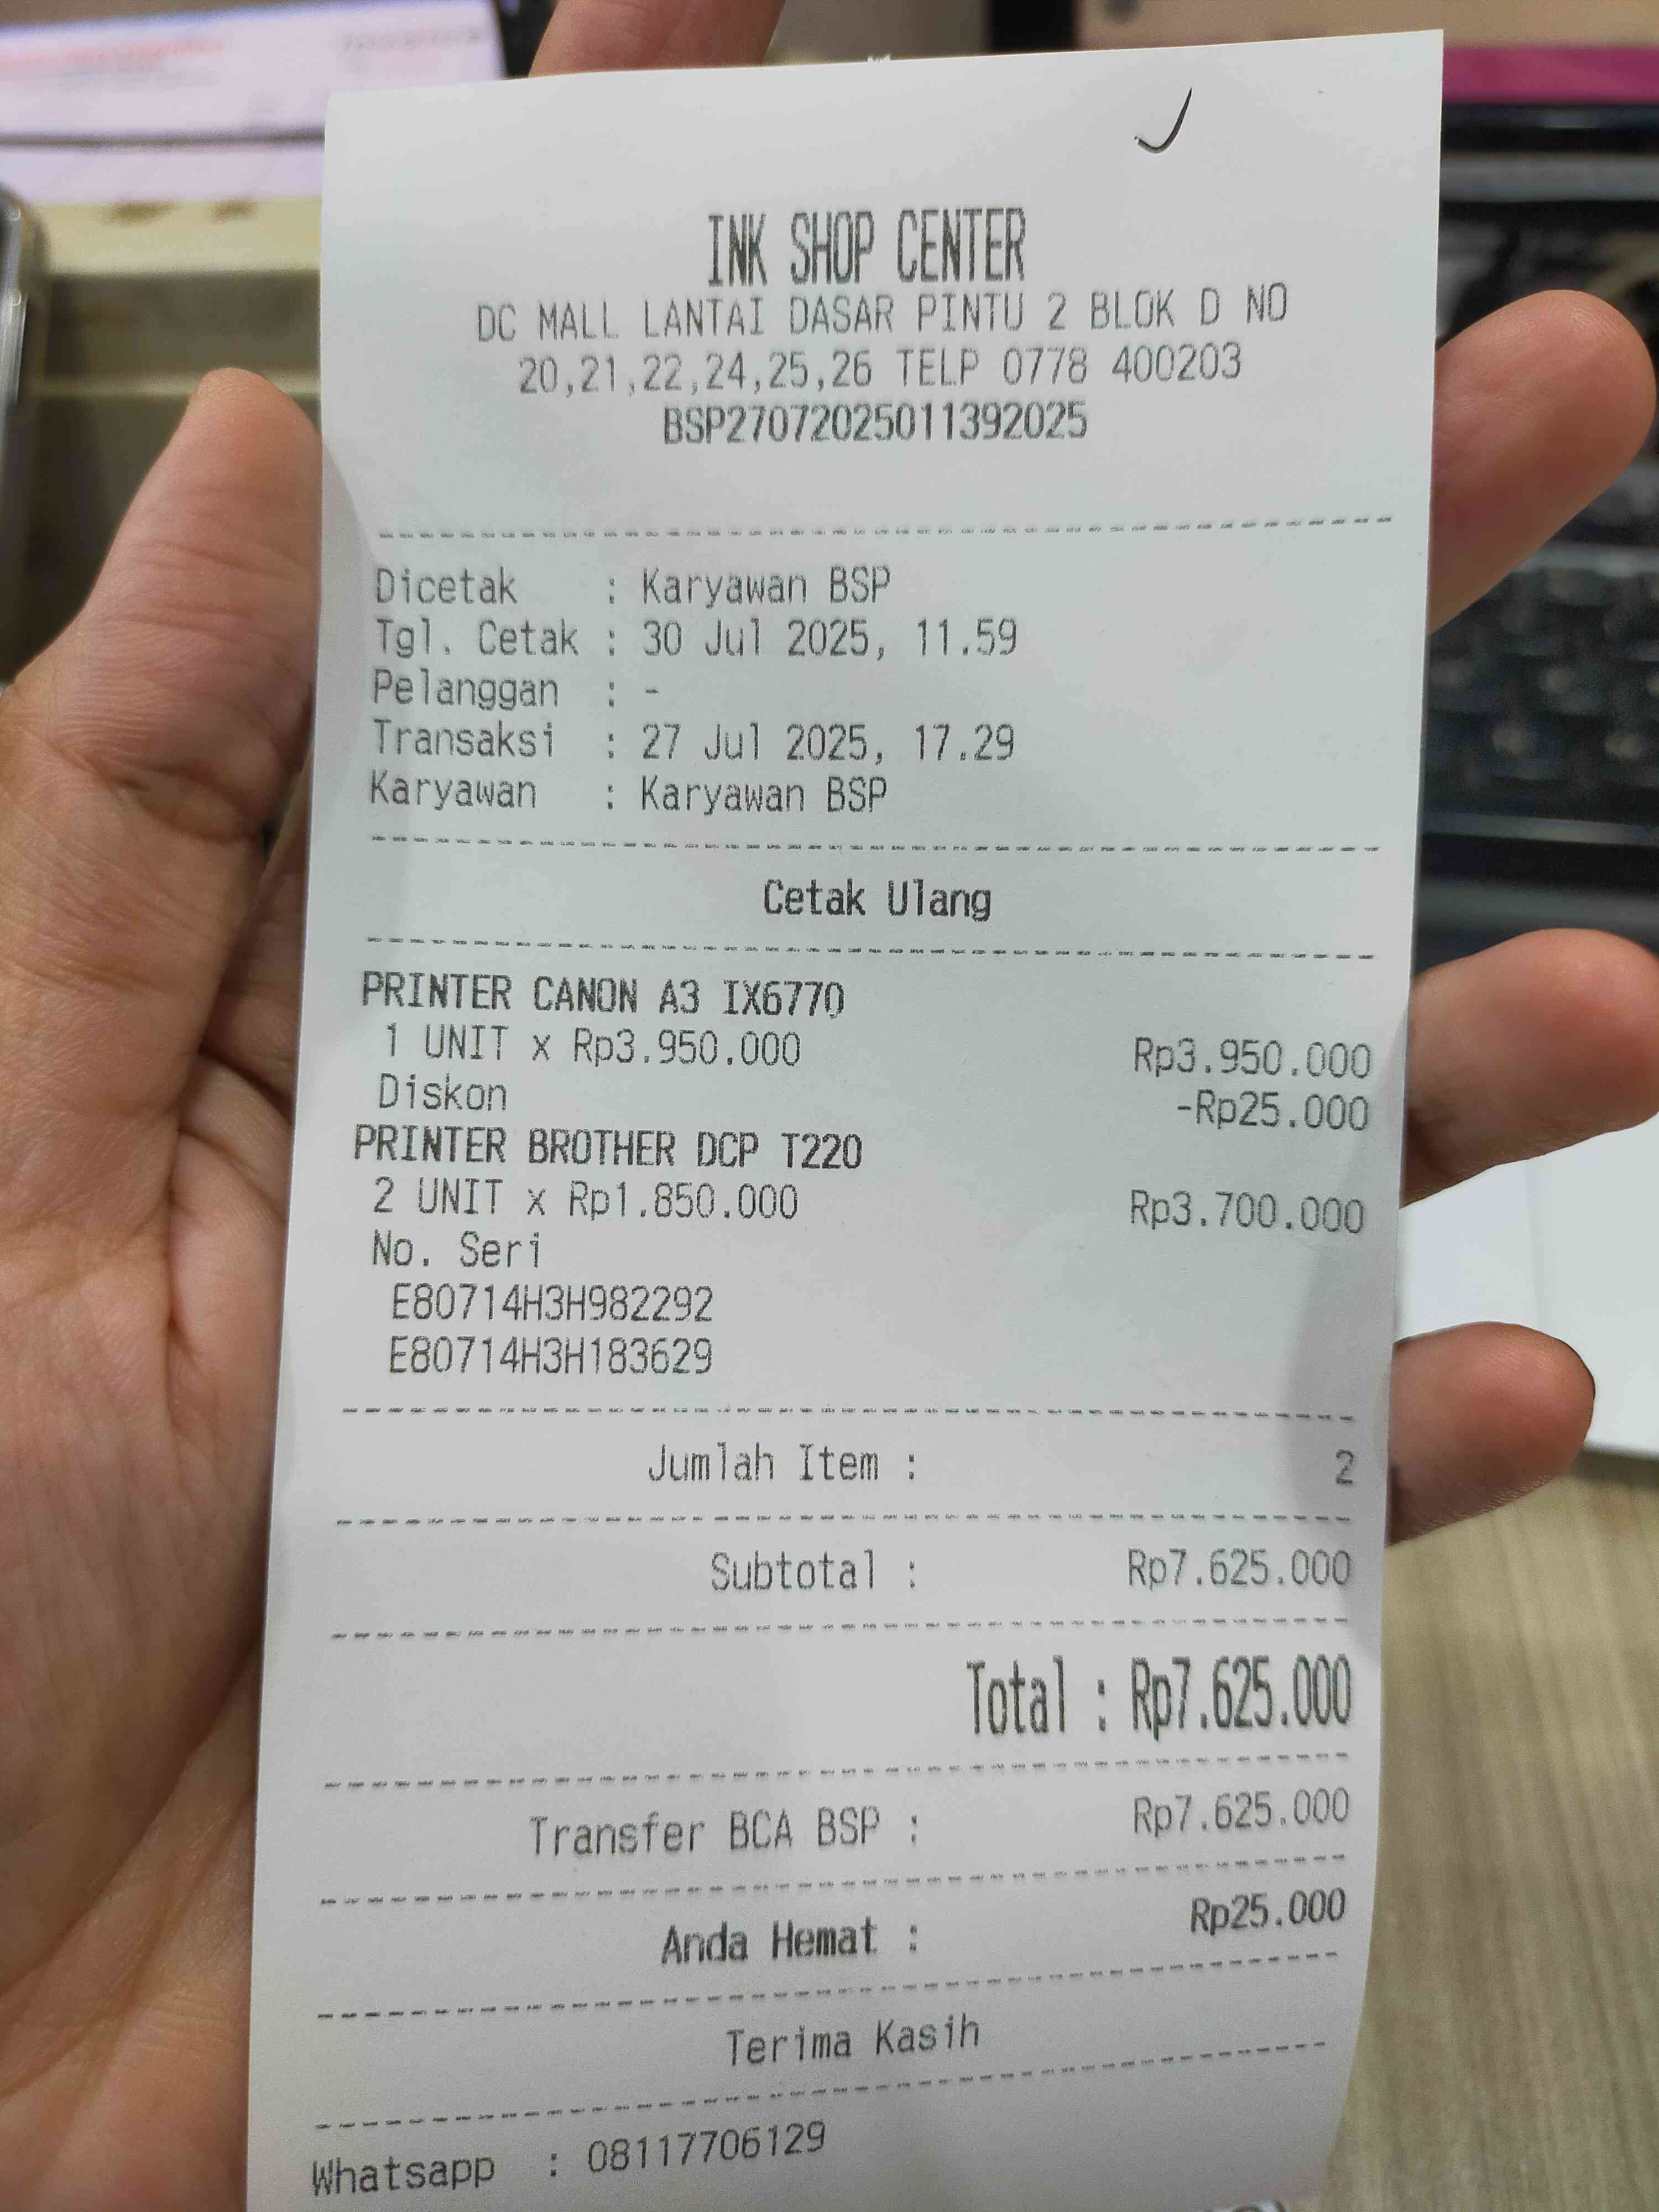 INK SHOP CENTER
DC MALL LANTAI DASAR PINTU 2 BLOK D NO
20,21,22,24,25,26 TELP 0778 400203
BSP27072025011392025
Dicetak : Karyawan BSP
Tgl. Cetak : 30 Jul 2025, 11.59
Pelanggan : -
Transaksi : 27 Jul 2025, 17.29
Karyawan : Karyawan BSP
Cetak Ulang
PRINTER CANON A3 IX6770
1 UNIT x Rp3.950.000 Rp3.950.000
Diskon -Rp25.000
PRINTER BROTHER DCP T220
2 UNIT x Rp1.850.000 Rp3.700.000
No. Seri
E80714H3H982292
E80714H3H183629
Jumlah Item : 2
Subtotal : Rp7.625.000
Total : Rp7.625.000
Transfer BCA BSP : Rp7.625.000
Anda Hemat : Rp25.000
Terima Kasih
Whatsapp : 08117706129